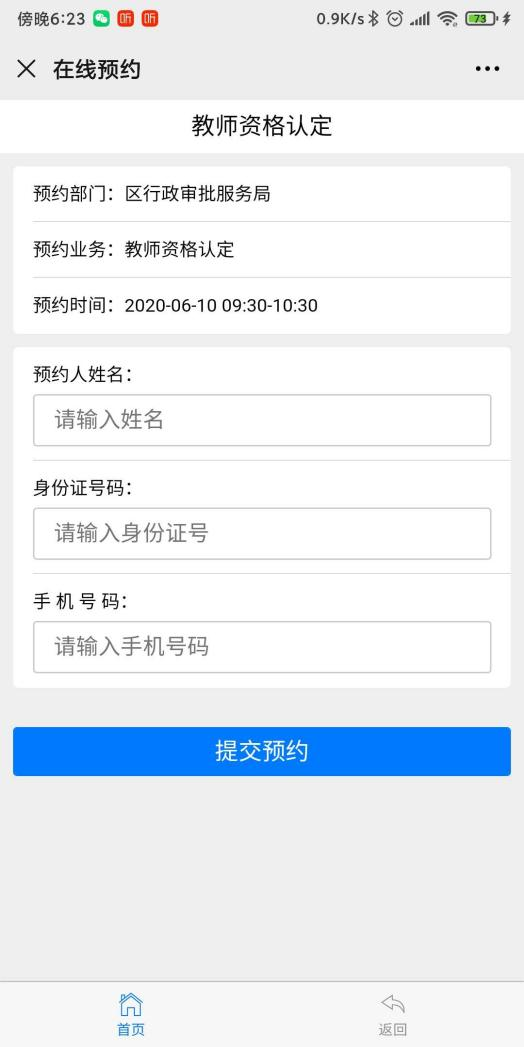 傍晚6:23 听 听 0.9K/s 73
在线预约
教师资格认定
预约部门：区行政审批服务局
预约业务：教师资格认定
预约时间：2020-06-10 09:30-10:30
预约人姓名：
请输入姓名
身份证号码：
请输入身份证号
手 机 号 码：
请输入手机号码
提交预约
首页 返回